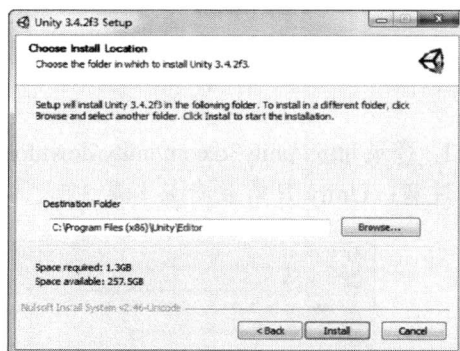 Unity 3.4.2f3 Setup
Choose Install Location
Choose the folder in which to install Unity 3.4.2f3.
Setup will install Unity 3.4.2f3 in the following folder. To install in a different folder, click
Browse and select another folder. Click Install to start the installation.
Destination Folder
C:\Program Files (x86)\Unity\Editor
Browse...
Space required: 1.3GB
Space available: 257.5GB
Nullsoft Install System v2.46-Unicode
< Back
Install
Cancel